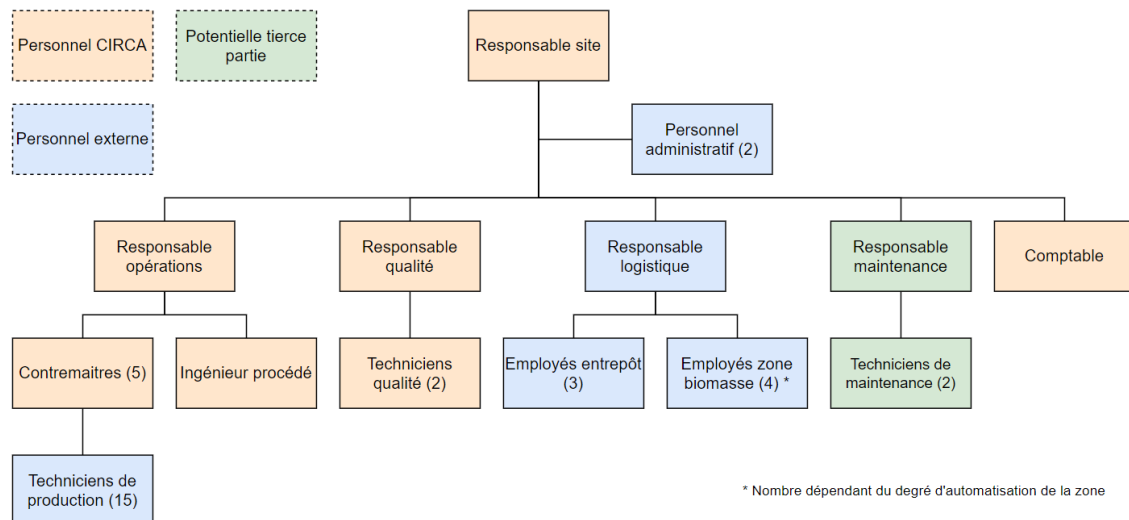 Personnel CIRCA
Potentielle tierce
partie
Responsable site
Personnel externe
Personnel
administratif (2)
Responsable
opérations
Responsable
qualité
Responsable
logistique
Responsable
maintenance
Comptable
Contremaitres (5)
Ingénieur procédé
Techniciens
qualité (2)
Employés entrepôt
(3)
Employés zone
biomasse (4) *
Techniciens de
maintenance (2)
Techniciens de
production (15)
* Nombre dépendant du degré d'automatisation de la zone